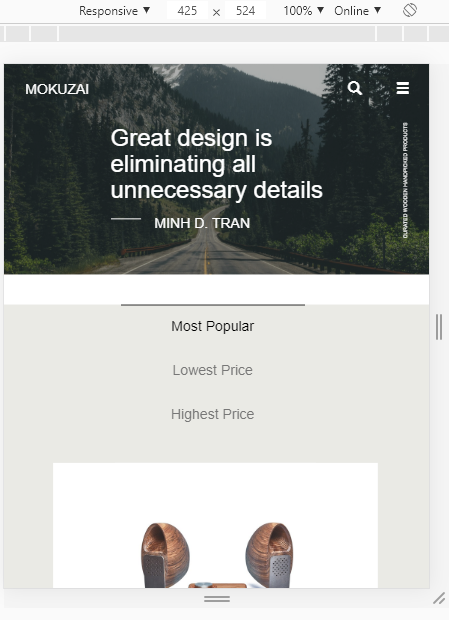 Responsive ▼ 425 × 524 100% ▼ Online ▼
MOKUZAI
Great design is
eliminating all
unnecessary details
MINH D. TRAN
CURATED WOODEN HANDPICKED PRODUCTS
Most Popular
Lowest Price
Highest Price